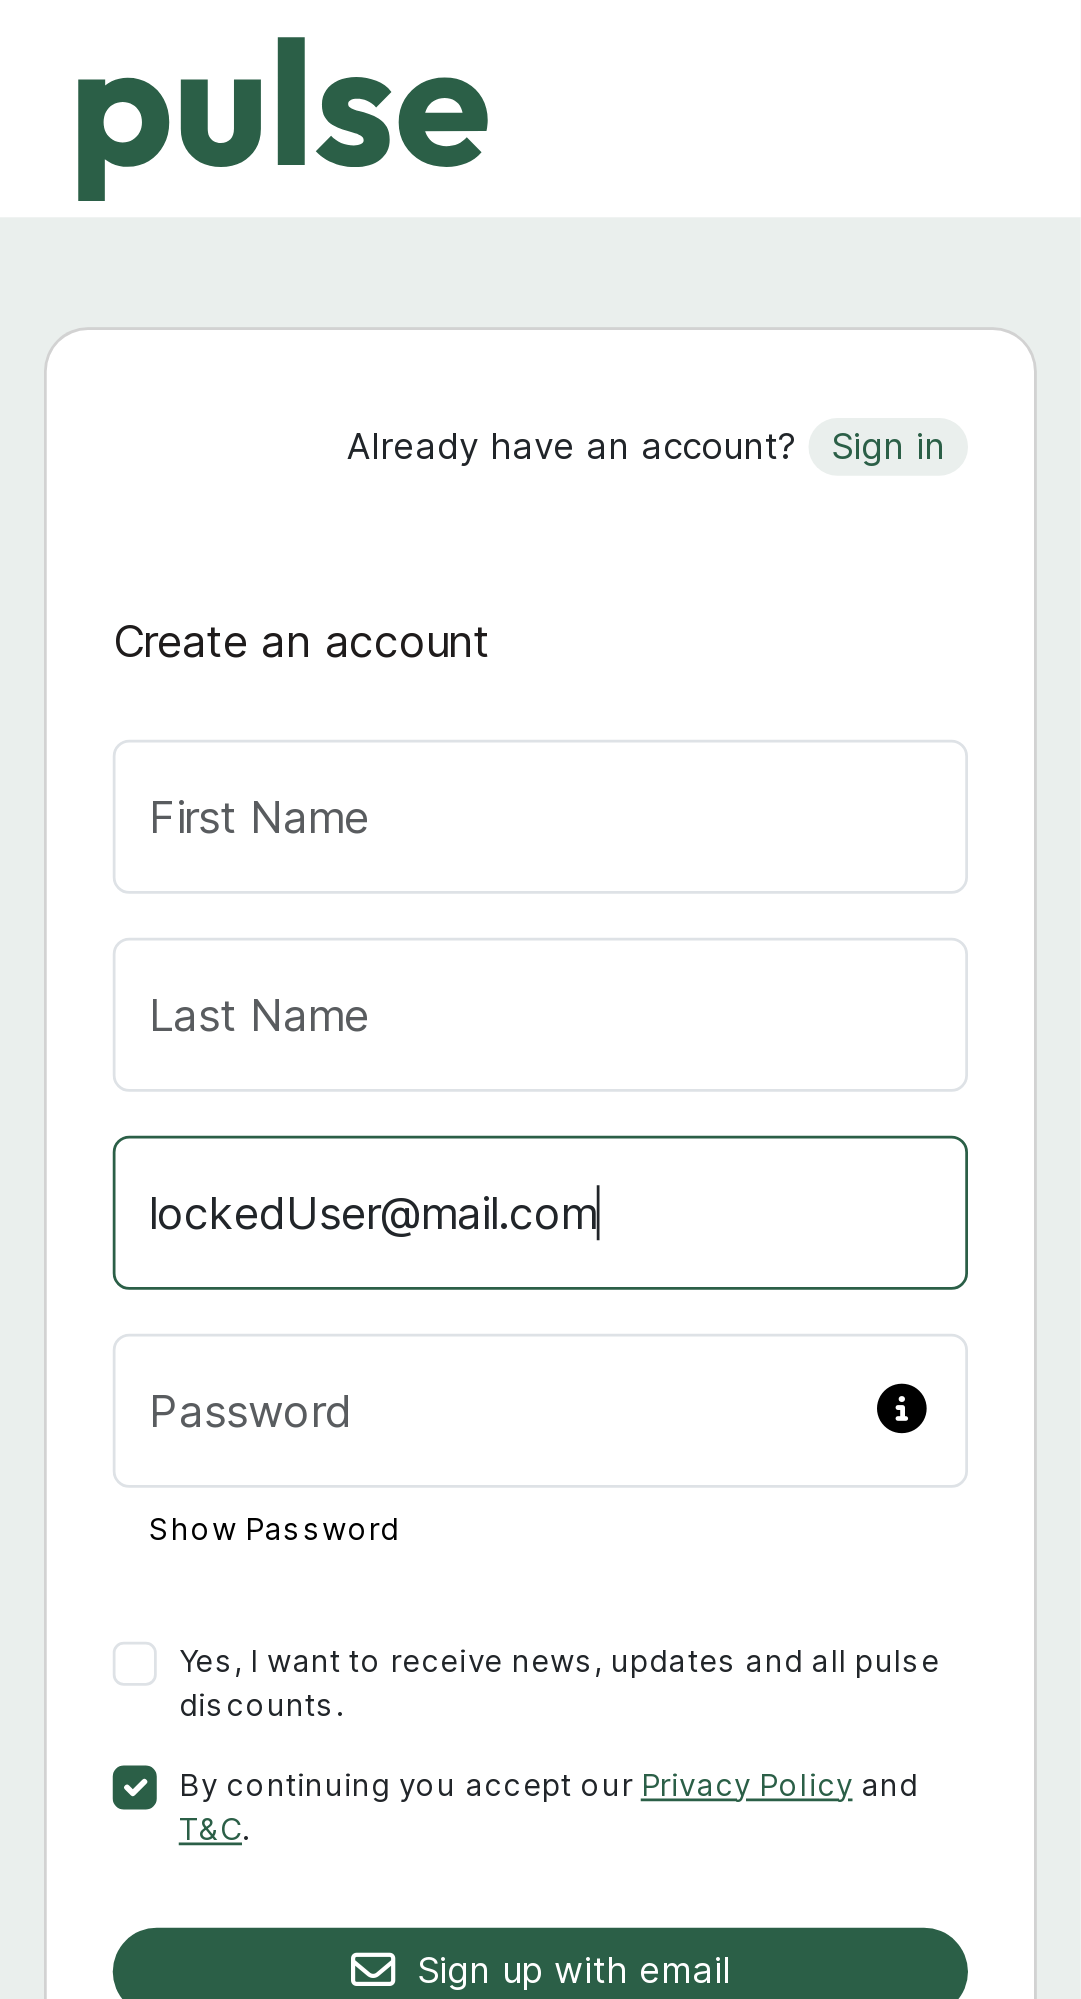 pulse
Already have an account? Sign in
Create an account
First Name
Last Name
lockedUser@mail.com
Password
Show Password
Yes, I want to receive news, updates and all pulse
discounts.
By continuing you accept our Privacy Policy and
T&C.
Sign up with email